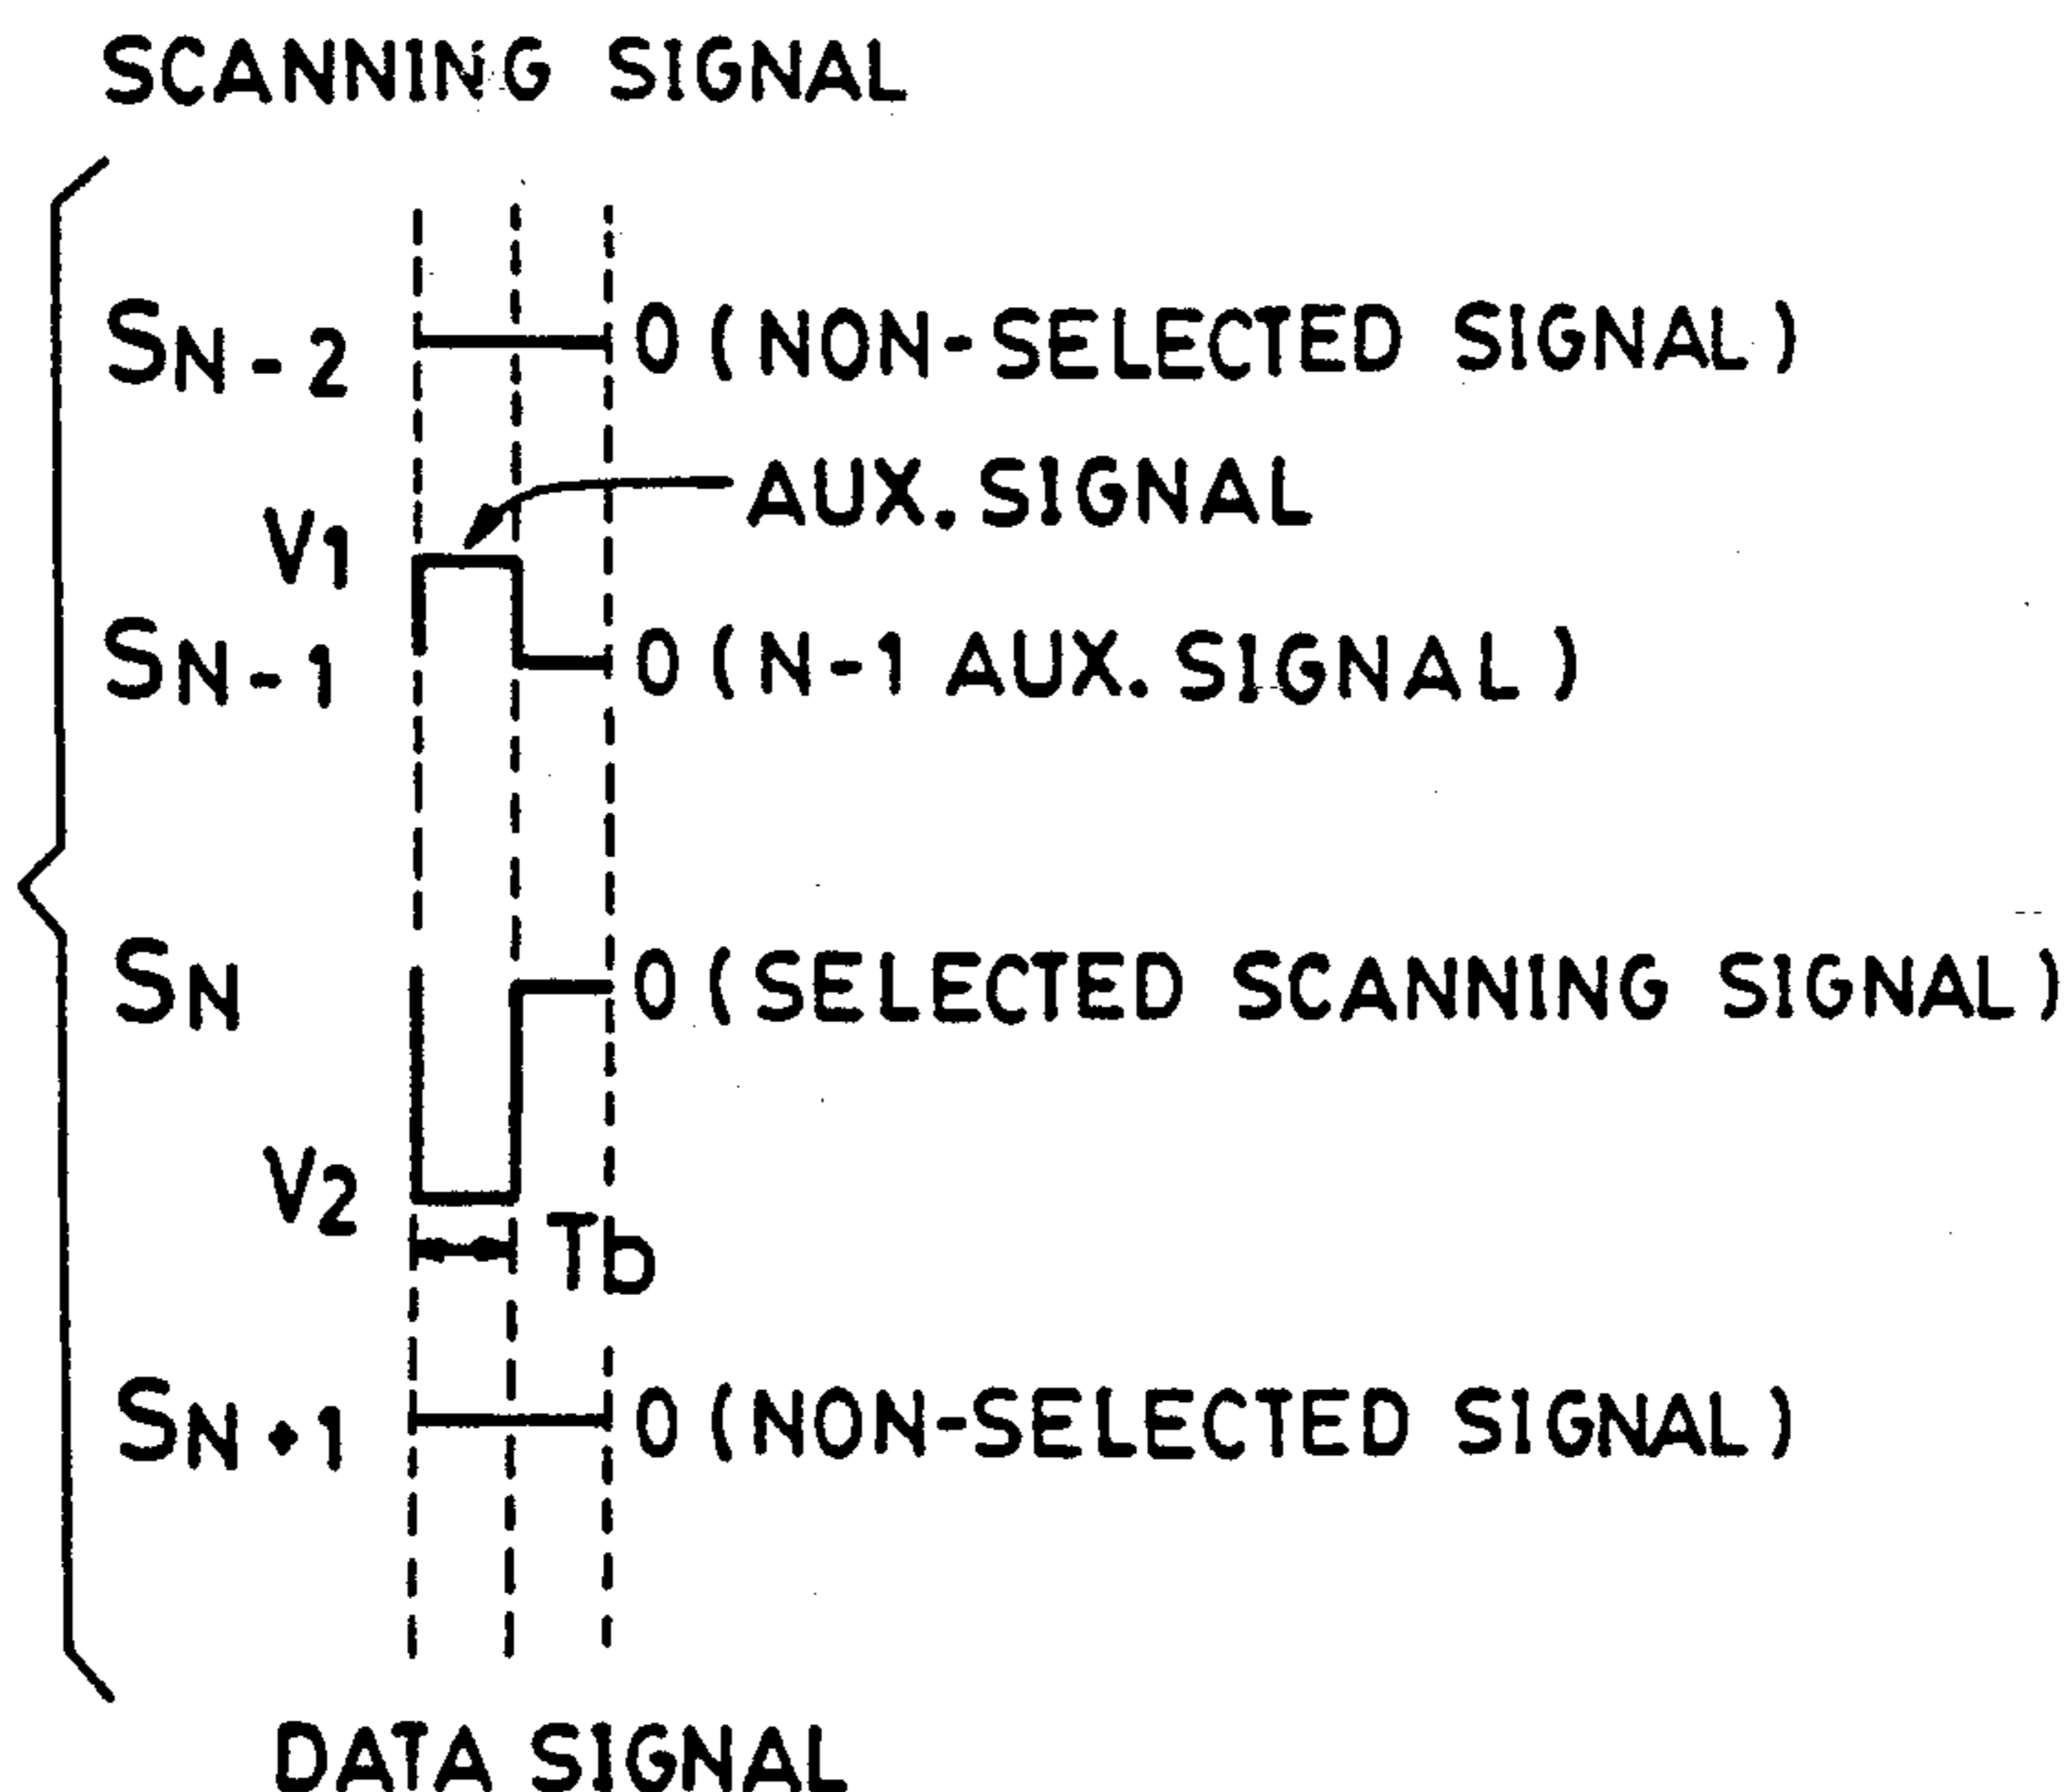 SCANNING SIGNAL
SN-2 0 (NON-SELECTED SIGNAL)
AUX. SIGNAL
V1
SN-1 0 (N-1 AUX. SIGNAL)
SN 0 (SELECTED SCANNING SIGNAL)
V2
Tb
SN+1 0 (NON-SELECTED SIGNAL)
DATA SIGNAL